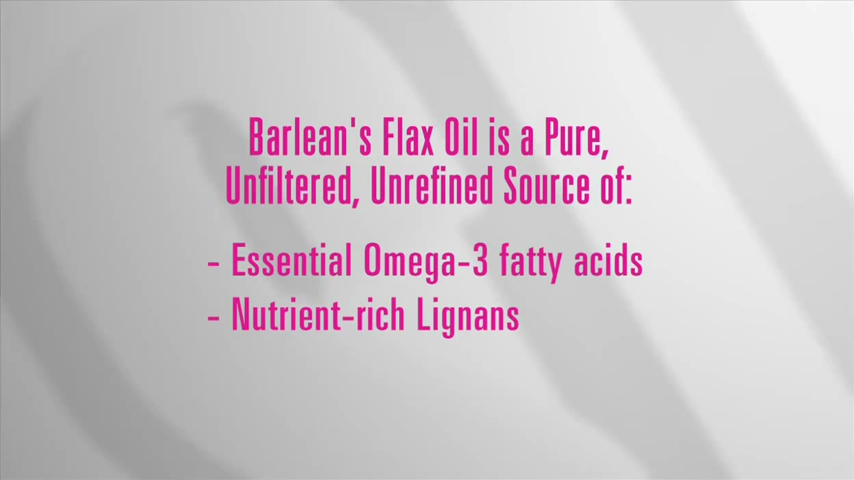 Barlean's Flax Oil is a Pure,
Unfiltered, Unrefined Source of:
- Essential Omega-3 fatty acids
- Nutrient-rich Lignans